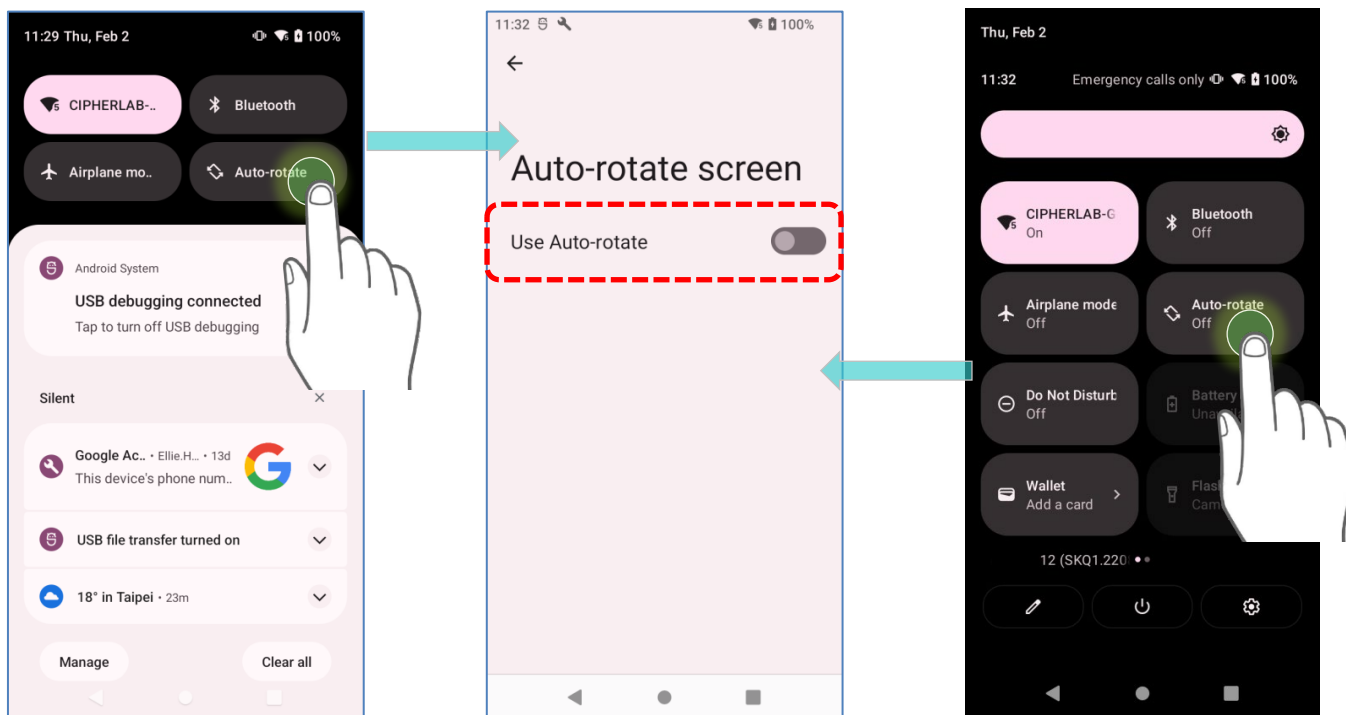 11:29 Thu, Feb 2
100%
CIPHERLAB-..
Bluetooth
Airplane mo..
Auto-rotate
Android System
USB debugging connected
Tap to turn off USB debugging
Silent
Google Ac.. • Ellie.H... • 13d
This device's phone num..
USB file transfer turned on
18° in Taipei • 23m
Manage
Clear all
11:32
100%
Auto-rotate screen
Use Auto-rotate
Thu, Feb 2
11:32
Emergency calls only
100%
CIPHERLAB-G
On
Bluetooth
Off
Airplane mode
Off
Auto-rotate
Off
Do Not Disturb
Off
Battery
Wallet
Add a card
12 (SKQ1.220